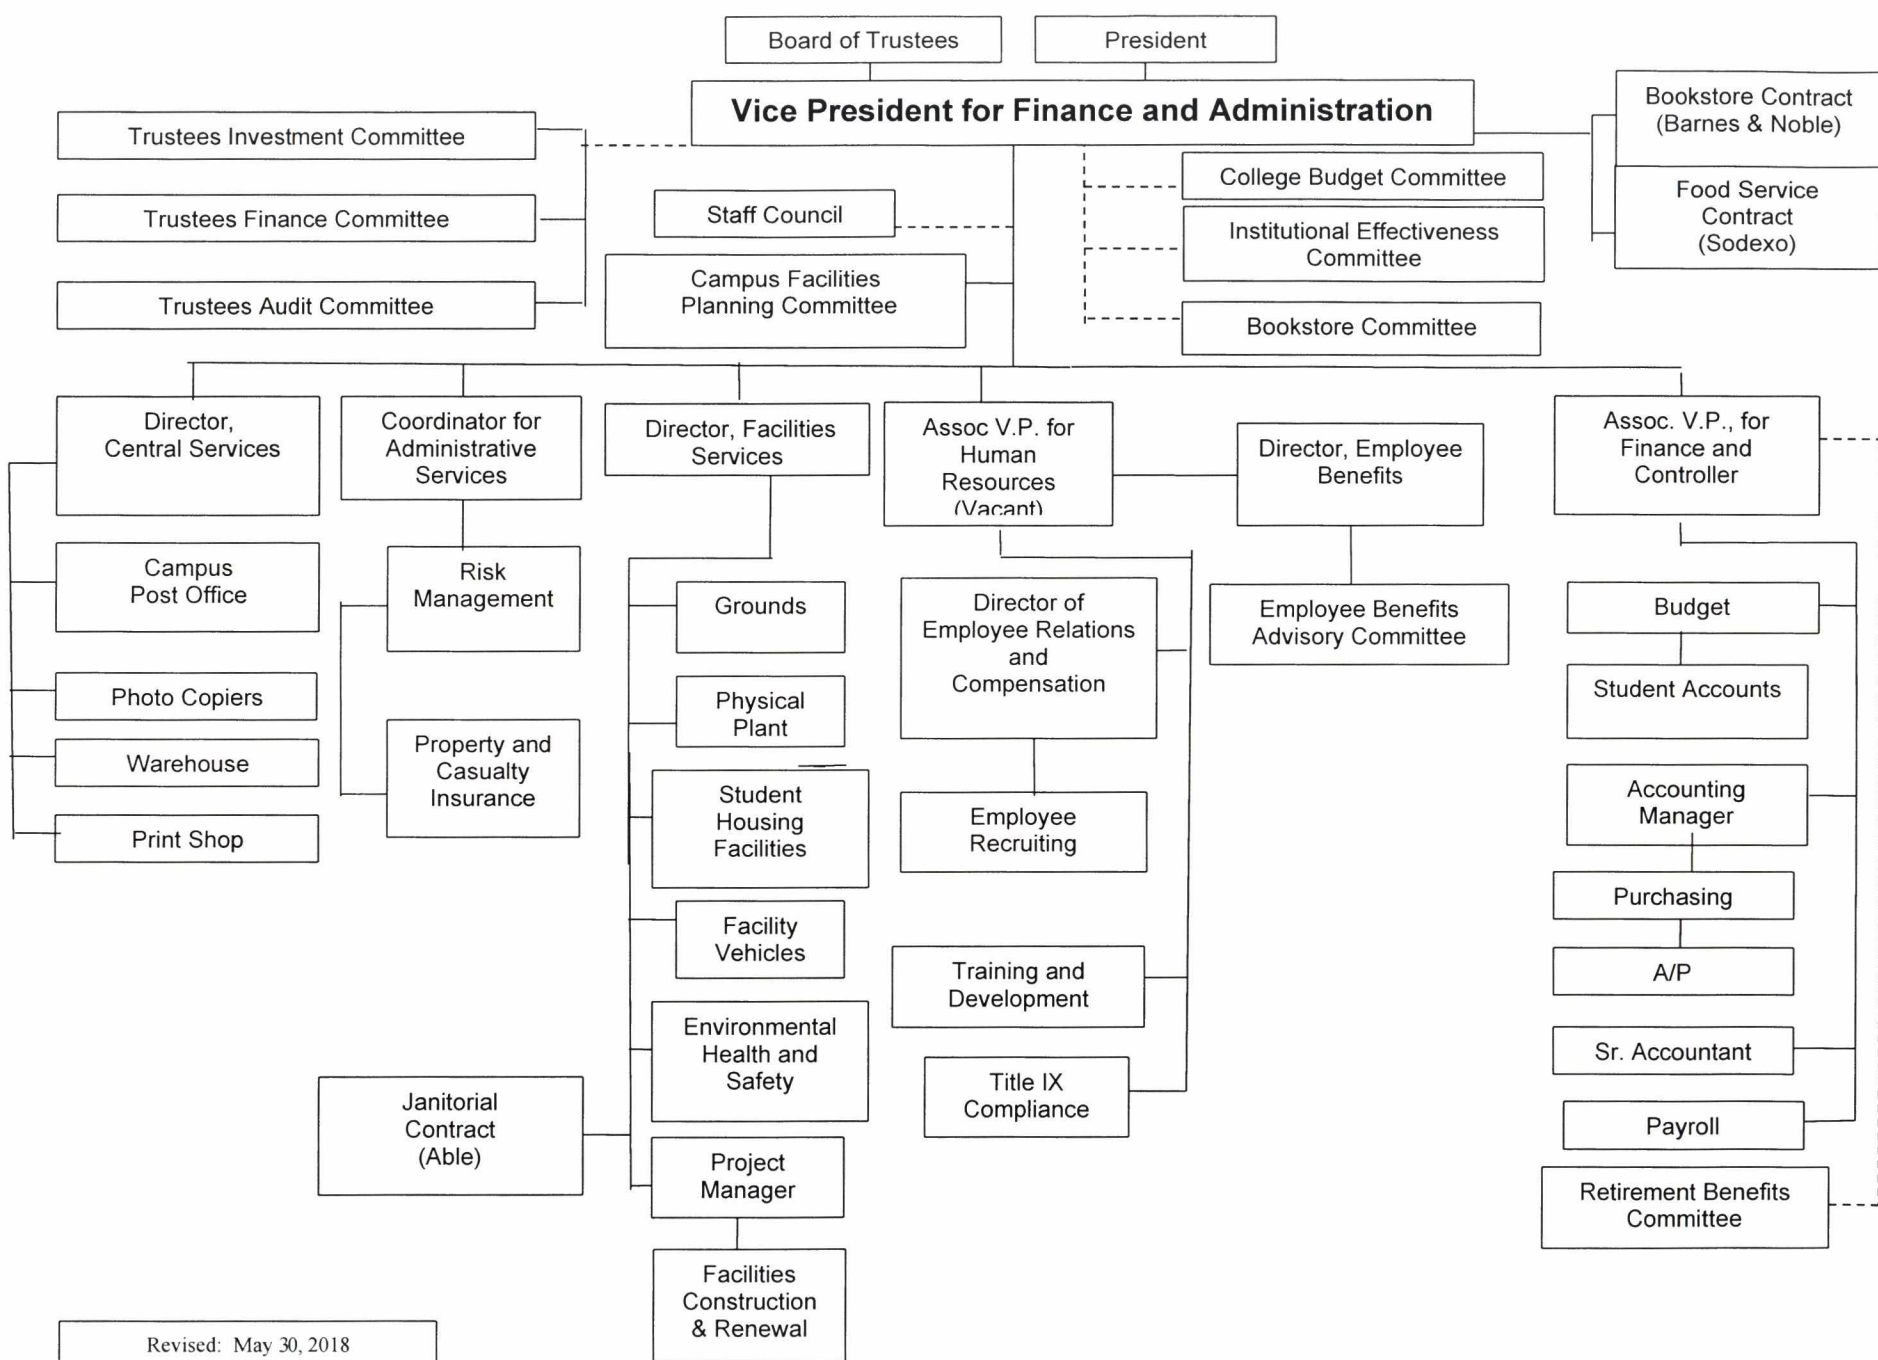 Board of Trustees
President
Vice President for Finance and Administration
Bookstore Contract
(Barnes & Noble)
Food Service
Contract
(Sodexo)
Trustees Investment Committee
Trustees Finance Committee
Trustees Audit Committee
Staff Council
Campus Facilities
Planning Committee
College Budget Committee
Institutional Effectiveness
Committee
Bookstore Committee
Director,
Central Services
Campus
Post Office
Photo Copiers
Warehouse
Print Shop
Coordinator for
Administrative
Services
Risk
Management
Property and
Casualty
Insurance
Director, Facilities
Services
Grounds
Physical
Plant
Student
Housing
Facilities
Facility
Vehicles
Environmental
Health and
Safety
Janitorial
Contract
(Able)
Project
Manager
Facilities
Construction
& Renewal
Assoc V.P. for
Human
Resources
(Vacant)
Director of
Employee Relations
and
Compensation
Employee
Recruiting
Training and
Development
Title IX
Compliance
Director, Employee
Benefits
Employee Benefits
Advisory Committee
Assoc. V.P., for
Finance and
Controller
Budget
Student Accounts
Accounting
Manager
Purchasing
A/P
Sr. Accountant
Payroll
Retirement Benefits
Committee
Revised: May 30, 2018